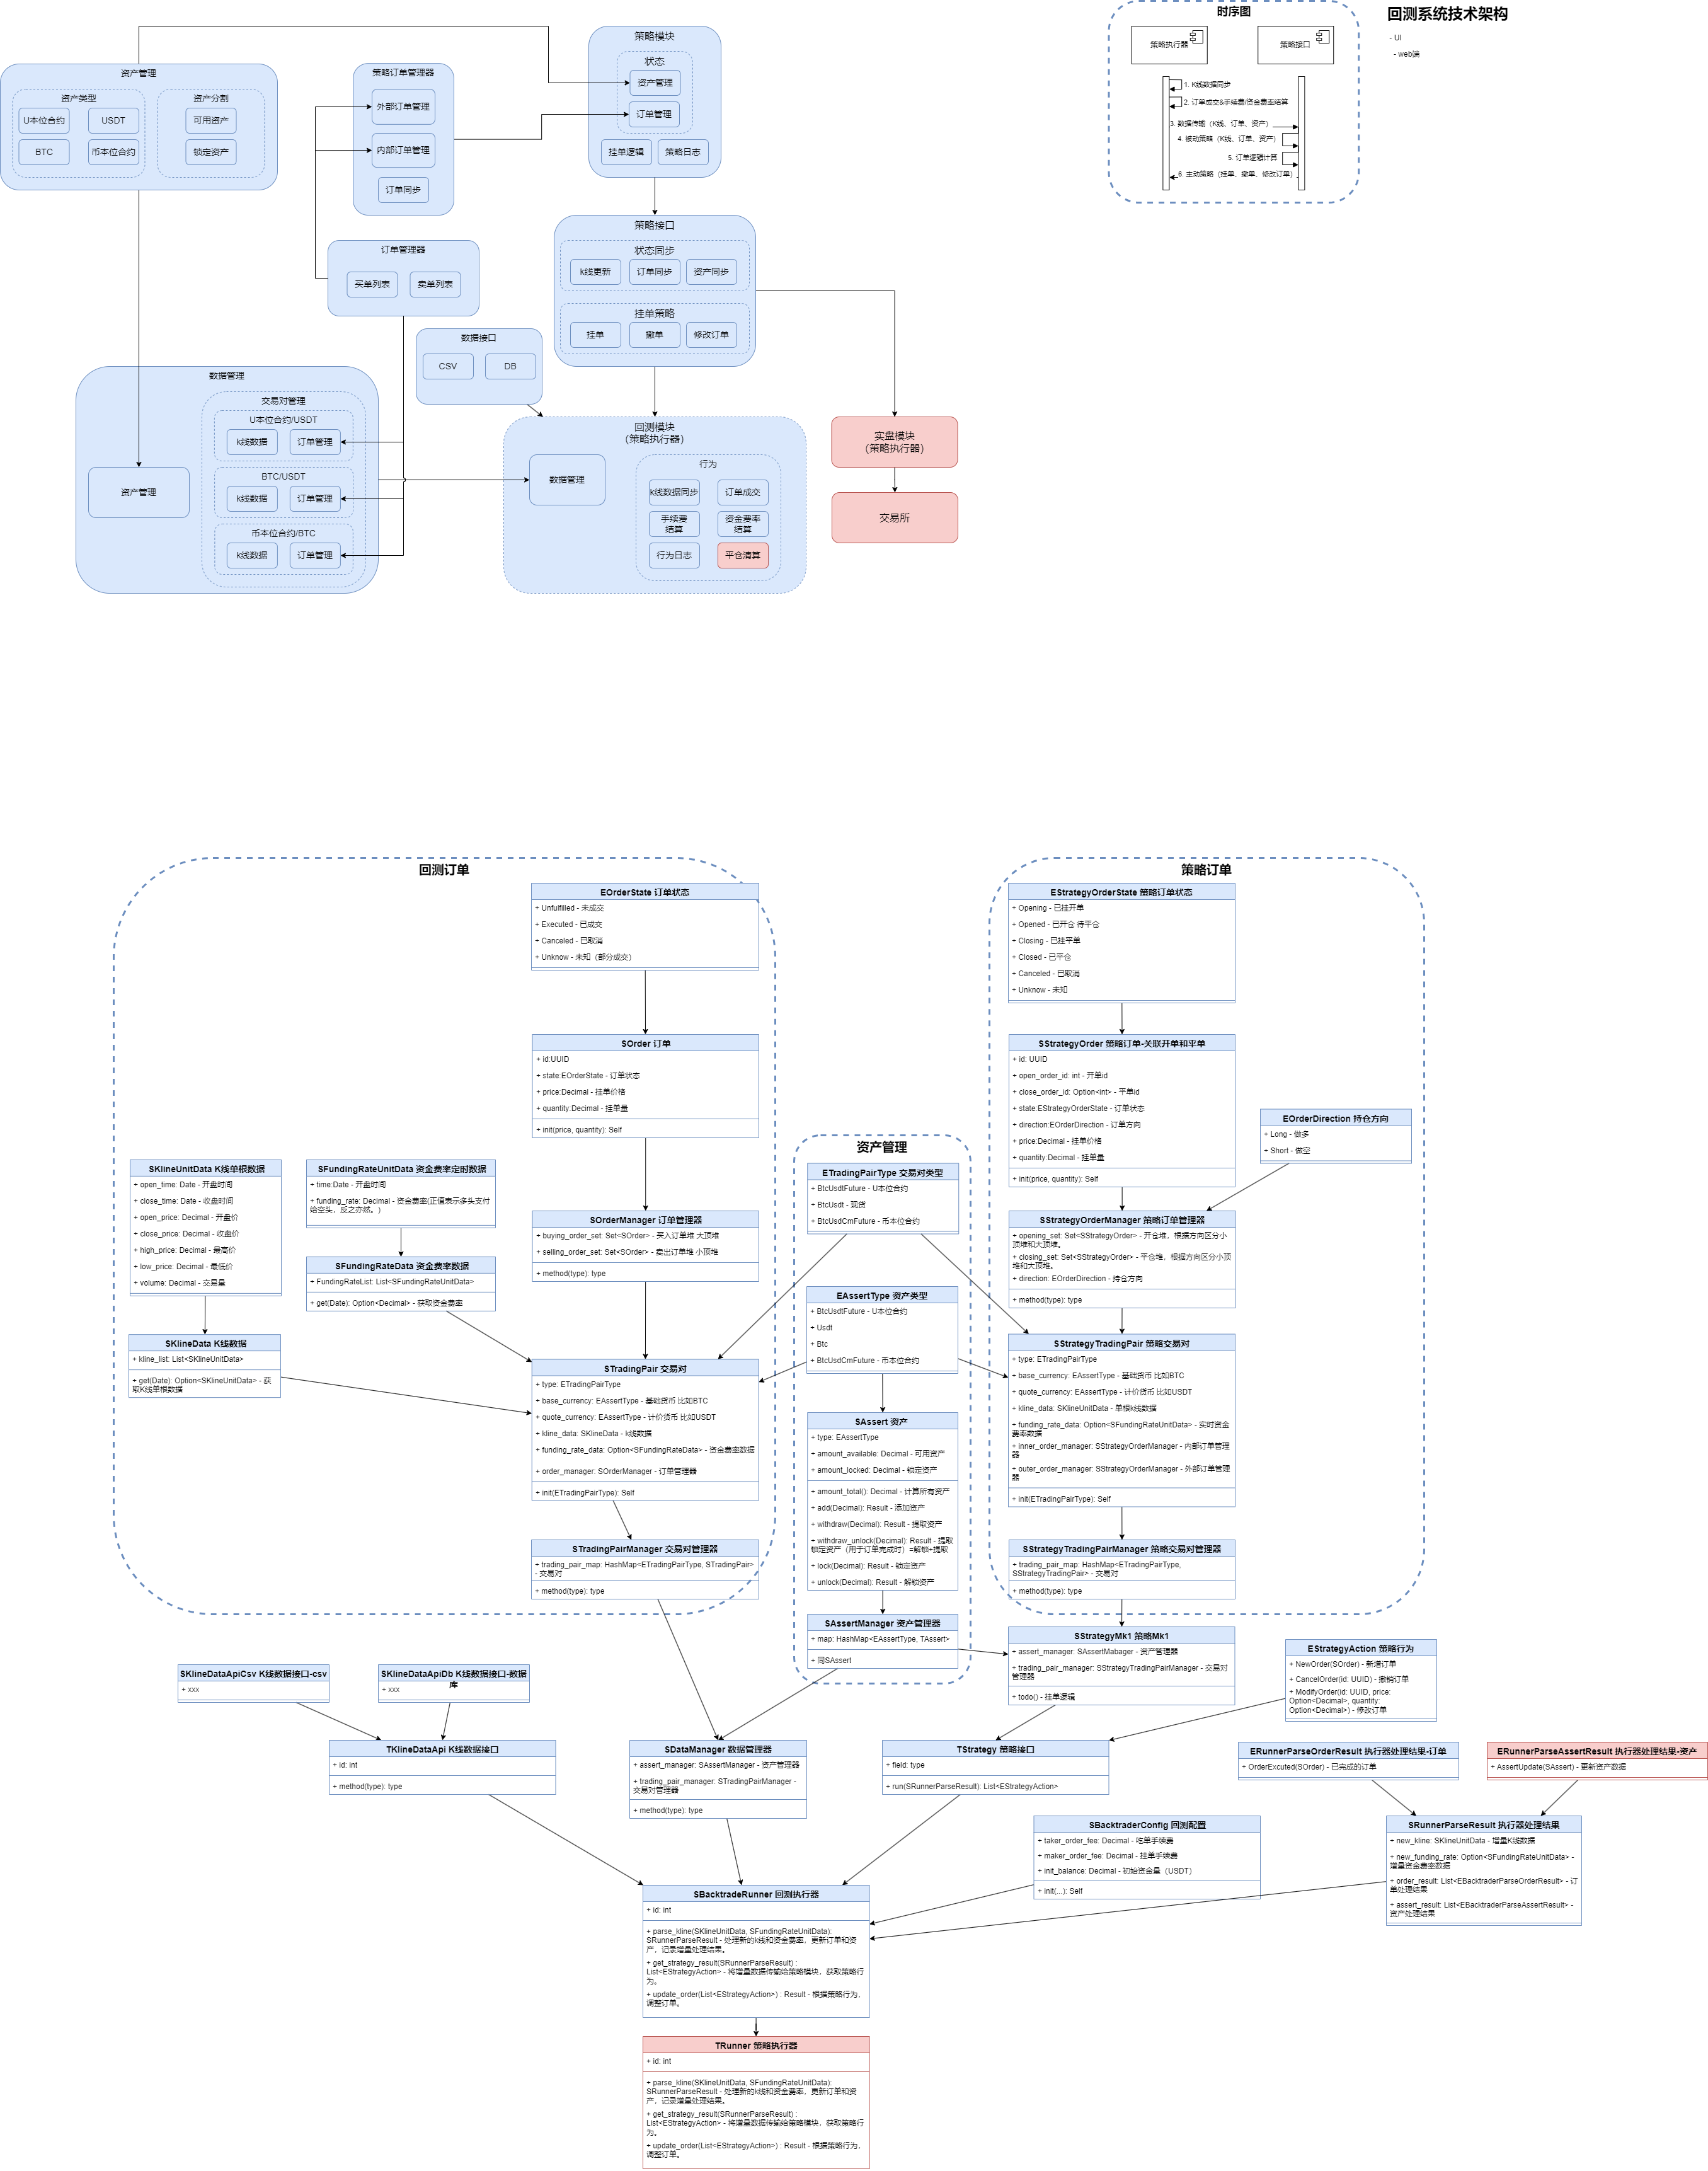 时序图
回测系统技术架构
- UI
- web端
策略执行器
策略接口
1. K线数据同步
2. 订单成交&手续费/资金费率结算
3. 数据传输（K线、订单、资产）
4. 被动策略（K线、订单、资产）
5. 订单逻辑计算
6. 主动策略（挂单、撤单、修改订单）
资产管理
资产类型
U本位合约
USDT
BTC
币本位合约
资产分割
可用资产
锁定资产
策略订单管理器
外部订单管理
内部订单管理
订单同步
策略模块
状态
资产管理
订单管理
挂单逻辑
策略日志
订单管理器
买单列表
卖单列表
策略接口
状态同步
k线更新
订单同步
资产同步
挂单策略
挂单
撤单
修改订单
数据接口
CSV
DB
数据管理
资产管理
交易对管理
U本位合约/USDT
k线数据
订单管理
BTC/USDT
k线数据
订单管理
币本位合约/BTC
k线数据
订单管理
回测模块
（策略执行器）
数据管理
行为
k线数据同步
订单成交
手续费
结算
资金费率
结算
行为日志
平仓清算
实盘模块
（策略执行器）
交易所
回测订单
EOrderState 订单状态
+ Unfulfilled - 未成交
+ Executed - 已成交
+ Canceled - 已取消
+ Unknow - 未知（部分成交）
SOrder 订单
+ id:UUID
+ state:EOrderState - 订单状态
+ price:Decimal - 挂单价格
+ quantity:Decimal - 挂单量
+ init(price, quantity): Self
SKlineUnitData K线单根数据
+ open_time: Date - 开盘时间
+ close_time: Date - 收盘时间
+ open_price: Decimal - 开盘价
+ close_price: Decimal - 收盘价
+ high_price: Decimal - 最高价
+ low_price: Decimal - 最低价
+ volume: Decimal - 交易量
SFundingRateUnitData 资金费率定时数据
+ time:Date - 开盘时间
+ funding_rate: Decimal - 资金费率(正值表示多头支付
给空头，反之亦然。)
SFundingRateData 资金费率数据
+ FundingRateList: List<SFundingRateUnitData>
+ get(Date): Option<Decimal> - 获取资金费率
SKlineData K线数据
+ kline_list: List<SKlineUnitData>
+ get(Date): Option<SKlineUnitData> - 获
取K线单根数据
SOrderManager 订单管理器
+ buying_order_set: Set<SOrder> - 买入订单堆 大顶堆
+ selling_order_set: Set<SOrder> - 卖出订单堆 小顶堆
+ method(type): type
STradingPair 交易对
+ type: ETradingPairType
+ base_currency: EAssertType - 基础货币 比如BTC
+ quote_currency: EAssertType - 计价货币 比如USDT
+ kline_data: SKlineData - k线数据
+ funding_rate_data: Option<SFundingRateData> - 资金费率数据
+ order_manager: SOrderManager - 订单管理器
+ init(ETradingPairType): Self
STradingPairManager 交易对管理器
+ trading_pair_map: HashMap<ETradingPairType, STradingPair>
- 交易对
+ method(type): type
资产管理
ETradingPairType 交易对类型
+ BtcUsdtFuture - U本位合约
+ BtcUsdt - 现货
+ BtcUsdCmFuture - 币本位合约
EAssertType 资产类型
+ BtcUsdtFuture - U本位合约
+ Usdt
+ Btc
+ BtcUsdCmFuture - 币本位合约
SAssert 资产
+ type: EAssertType
+ amount_available: Decimal - 可用资产
+ amount_locked: Decimal - 锁定资产
+ amount_total(): Decimal - 计算所有资产
+ add(Decimal): Result - 添加资产
+ withdraw(Decimal): Result - 提取资产
+ withdraw_unlock(Decimal): Result - 提取
锁定资产（用于订单完成时）=解锁+提取
+ lock(Decimal): Result - 锁定资产
+ unlock(Decimal): Result - 解锁资产
SAssertManager 资产管理器
+ map: HashMap<EAssertType, TAssert>
+ 同SAssert
策略订单
EStrategyOrderState 策略订单状态
+ Opening - 已挂开单
+ Opened - 已开仓 待平仓
+ Closing - 已挂平单
+ Closed - 已平仓
+ Canceled - 已取消
+ Unknow - 未知
SStrategyOrder 策略订单-关联开单和平单
+ id: UUID
+ open_order_id: int - 开单id
+ close_order_id: Option<int> - 平单id
+ state:EStrategyOrderState - 订单状态
+ direction:EOrderDirection - 订单方向
+ price:Decimal - 挂单价格
+ quantity:Decimal - 挂单量
+ init(price, quantity): Self
EOrderDirection 持仓方向
+ Long - 做多
+ Short - 做空
SStrategyOrderManager 策略订单管理器
+ opening_set: Set<SStrategyOrder> - 开仓堆，根据方向区分小
顶堆和大顶堆。
+ closing_set: Set<SStrategyOrder> - 平仓堆，根据方向区分小顶
堆和大顶堆。
+ direction: EOrderDirection - 持仓方向
+ method(type): type
SStrategyTradingPair 策略交易对
+ type: ETradingPairType
+ base_currency: EAssertType - 基础货币 比如BTC
+ quote_currency: EAssertType - 计价货币 比如USDT
+ kline_data: SKlineUnitData - 单根k线数据
+ funding_rate_data: Option<SFundingRateUnitData> - 实时资金
费率数据
+ inner_order_manager: SStrategyOrderManager - 内部订单管理
器
+ outer_order_manager: SStrategyOrderManager - 外部订单管理
器
+ init(ETradingPairType): Self
SStrategyTradingPairManager 策略交易对管理器
+ trading_pair_map: HashMap<ETradingPairType,
SStrategyTradingPair> - 交易对
+ method(type): type
SStrategyMk1 策略Mk1
+ assert_manager: SAssertMabager - 资产管理器
+ trading_pair_manager: SStrategyTradingPairManager - 交易对
管理器
+ todo() - 挂单逻辑
EStrategyAction 策略行为
+ NewOrder(SOrder) - 新增订单
+ CancelOrder(id: UUID) - 撤销订单
+ ModifyOrder(id: UUID, price:
Option<Decimal>, quantity:
Option<Decimal>) - 修改订单
SKlineDataApiCsv K线数据接口-csv
+ xxx
SKlineDataApiDb K线数据接口-数据
库
+ xxx
TKlineDataApi K线数据接口
+ id: int
+ method(type): type
SDataManager 数据管理器
+ assert_manager: SAssertManager - 资产管理器
+ trading_pair_manager: STradingPairManager -
交易对管理器
+ method(type): type
TStrategy 策略接口
+ field: type
+ run(SRunnerParseResult): List<EStrategyAction>
ERunnerParseOrderResult 执行器处理结果-订单
+ OrderExcuted(SOrder) - 已完成的订单
ERunnerParseAssertResult 执行器处理结果-资产
+ AssertUpdate(SAssert) - 更新资产数据
SBacktraderConfig 回测配置
+ taker_order_fee: Decimal - 吃单手续费
+ maker_order_fee: Decimal - 挂单手续费
+ init_balance: Decimal - 初始资金量（USDT）
+ init(...): Self
SRunnerParseResult 执行器处理结果
+ new_kline: SKlineUnitData - 增量K线数据
+ new_funding_rate: Option<SFundingRateUnitData> -
增量资金费率数据
+ order_result: List<EBacktraderParseOrderResult> - 订
单处理结果
+ assert_result: List<EBacktraderParseAssertResult> -
资产处理结果
SBacktradeRunner 回测执行器
+ id: int
+ parse_kline(SKlineUnitData, SFundingRateUnitData):
SRunnerParseResult - 处理新的k线和资金费率，更新订单和资
产，记录增量处理结果。
+ get_strategy_result(SRunnerParseResult) :
List<EStrategyAction> - 将增量数据传输给策略模块，获取策略行
为。
+ update_order(List<EStrategyAction>) : Result - 根据策略行为，
调整订单。
TRunner 策略执行器
+ id: int
+ parse_kline(SKlineUnitData, SFundingRateUnitData):
SRunnerParseResult - 处理新的k线和资金费率，更新订单和资
产，记录增量处理结果。
+ get_strategy_result(SRunnerParseResult) :
List<EStrategyAction> - 将增量数据传输给策略模块，获取策略行
为。
+ update_order(List<EStrategyAction>) : Result - 根据策略行为，
调整订单。